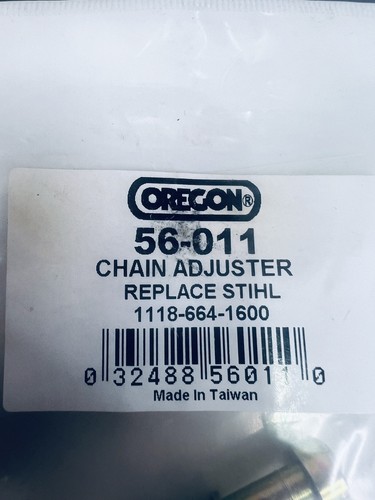 OREGON®
56-011
CHAIN ADJUSTER
REPLACE STIHL
1118-664-1600
0 32488 56011 0
Made In Taiwan